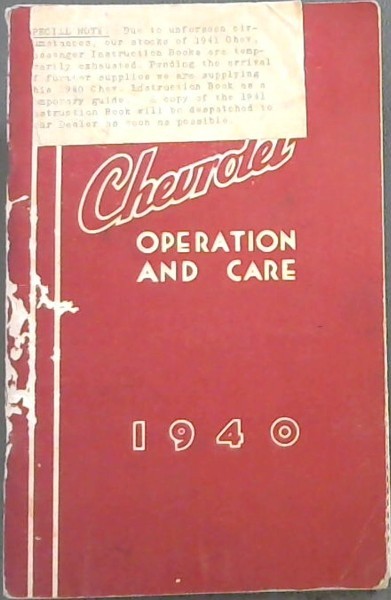 SPECIAL NOTE. Due to unforseen cir-
cumstances, our stocks of 1941 Chev.
Passenger Instruction Books are temp-
orarily exhausted. Pending the arrival
of further supplies we are supplying
this 1940 Chev. Instruction Book as a
temporary guide. A copy of the 1941
Instruction Book will be despatched to
your Dealer as soon as possible.
Chevrolet
OPERATION
AND CARE
1940